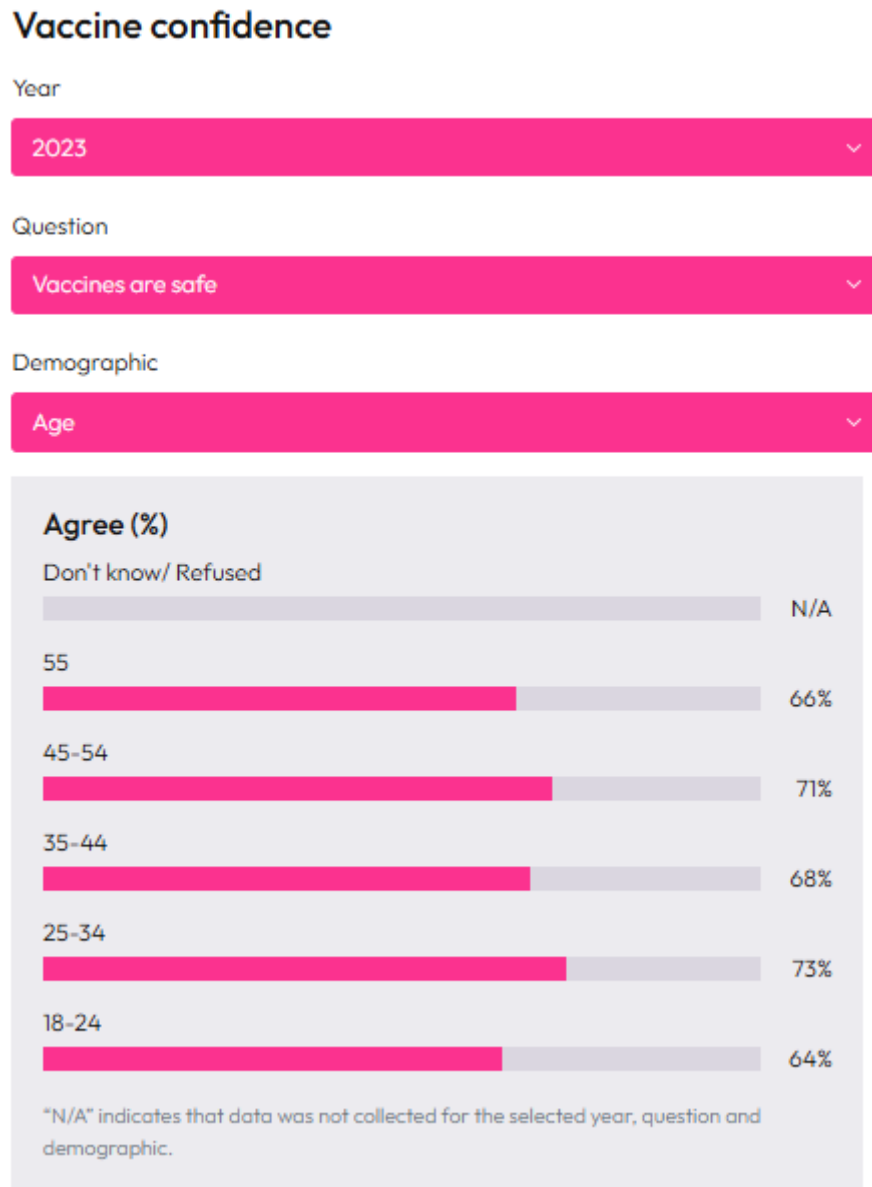 Vaccine confidence
Year
2023
Question
Vaccines are safe
Demographic
Age
Agree (%)
Don't know/ Refused
N/A
55
66%
45-54
71%
35-44
68%
25-34
73%
18-24
64%
“N/A” indicates that data was not collected for the selected year, question and
demographic.